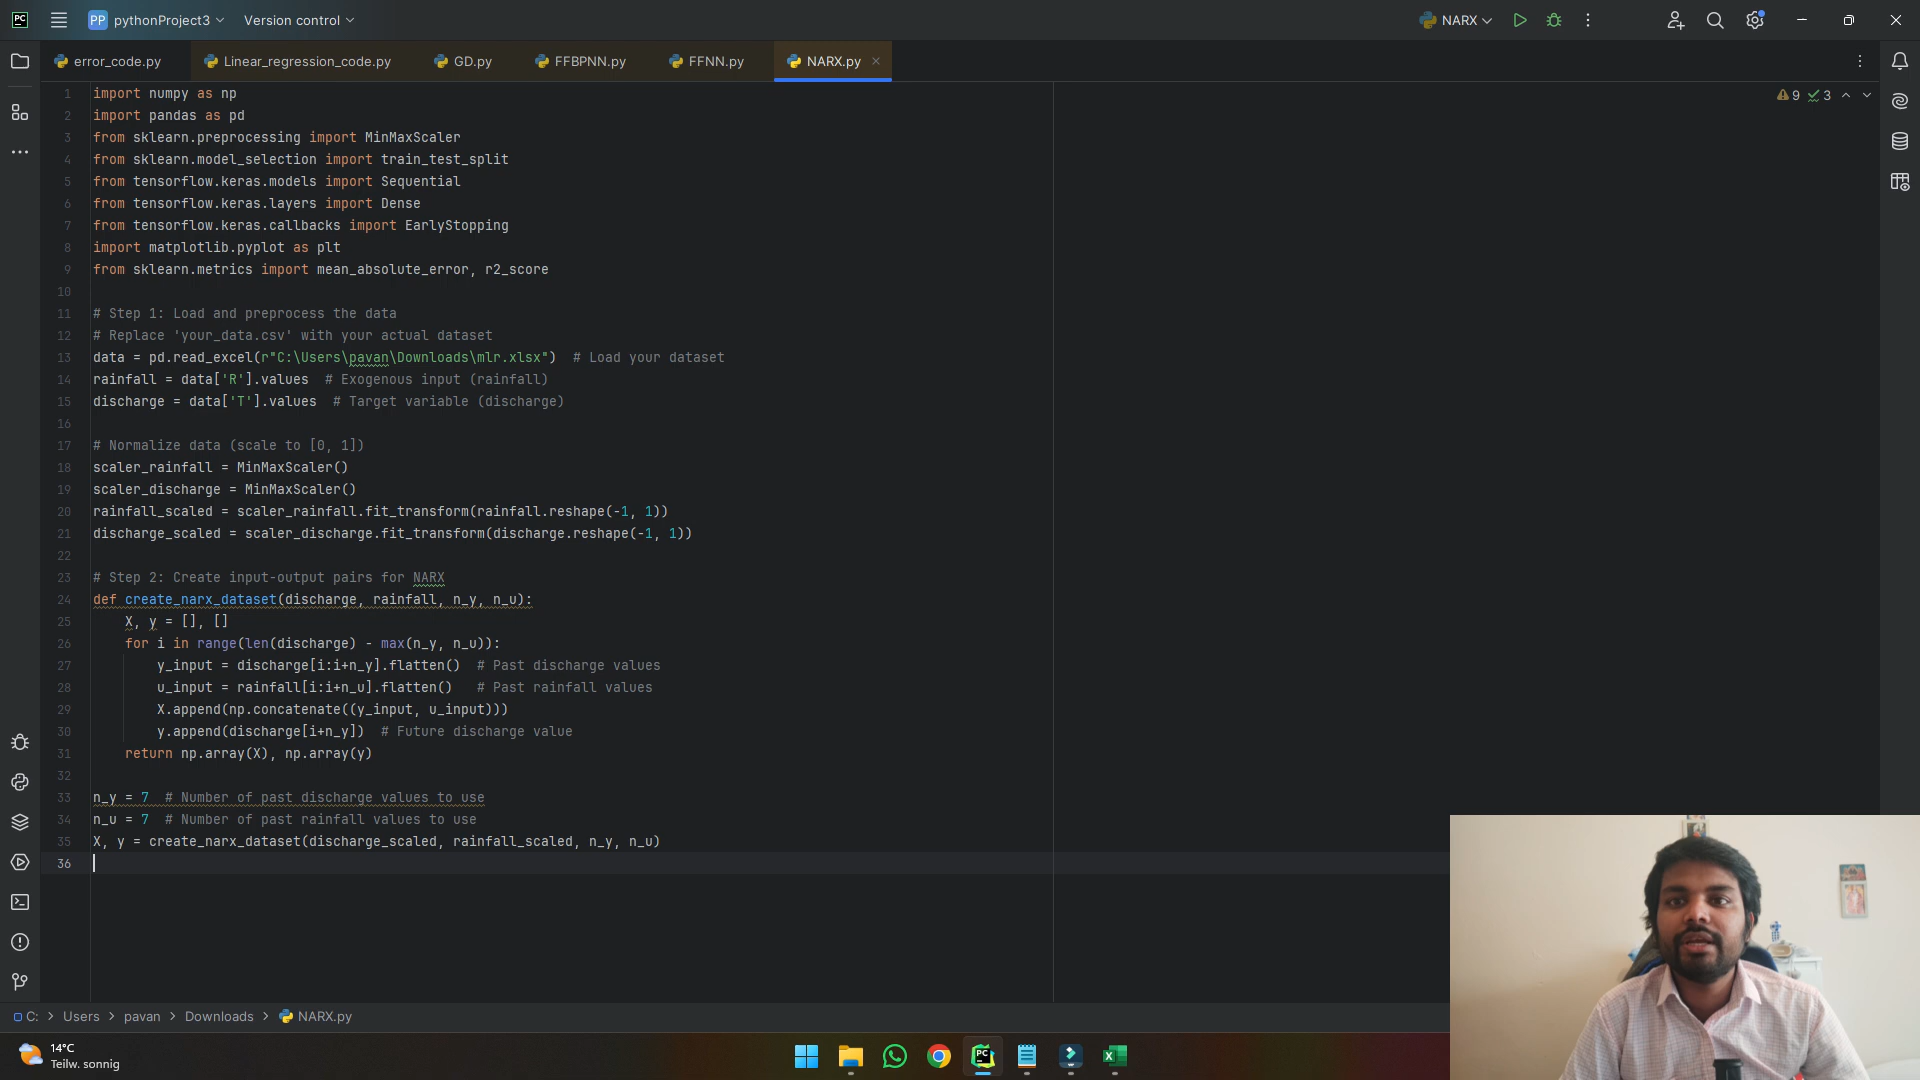 PC
PP pythonProject3 Version control NARX
error_code.py Linear_regression_code.py GD.py FFBPNN.py FFNN.py NARX.py
9 3
1 import numpy as np
2 import pandas as pd
3 from sklearn.preprocessing import MinMaxScaler
4 from sklearn.model_selection import train_test_split
5 from tensorflow.keras.models import Sequential
6 from tensorflow.keras.layers import Dense
7 from tensorflow.keras.callbacks import EarlyStopping
8 import matplotlib.pyplot as plt
9 from sklearn.metrics import mean_absolute_error, r2_score
10
11 # Step 1: Load and preprocess the data
12 # Replace 'your_data.csv' with your actual dataset
13 data = pd.read_excel(r"C:\Users\pavan\Downloads\mlr.xlsx")  # Load your dataset
14 rainfall = data['R'].values  # Exogenous input (rainfall)
15 discharge = data['T'].values  # Target variable (discharge)
16
17 # Normalize data (scale to [0, 1])
18 scaler_rainfall = MinMaxScaler()
19 scaler_discharge = MinMaxScaler()
20 rainfall_scaled = scaler_rainfall.fit_transform(rainfall.reshape(-1, 1))
21 discharge_scaled = scaler_discharge.fit_transform(discharge.reshape(-1, 1))
22
23 # Step 2: Create input-output pairs for NARX
24 def create_narx_dataset(discharge, rainfall, n_y, n_u):
25     X, y = [], []
26     for i in range(len(discharge) - max(n_y, n_u)):
27         y_input = discharge[i:i+n_y].flatten()  # Past discharge values
28         u_input = rainfall[i:i+n_u].flatten()   # Past rainfall values
29         X.append(np.concatenate((y_input, u_input)))
30         y.append(discharge[i+n_y])  # Future discharge value
31     return np.array(X), np.array(y)
32
33 n_y = 7  # Number of past discharge values to use
34 n_u = 7  # Number of past rainfall values to use
35 X, y = create_narx_dataset(discharge_scaled, rainfall_scaled, n_y, n_u)
36
C: > Users > pavan > Downloads > NARX.py
14°C
Teilw. sonnig
PC